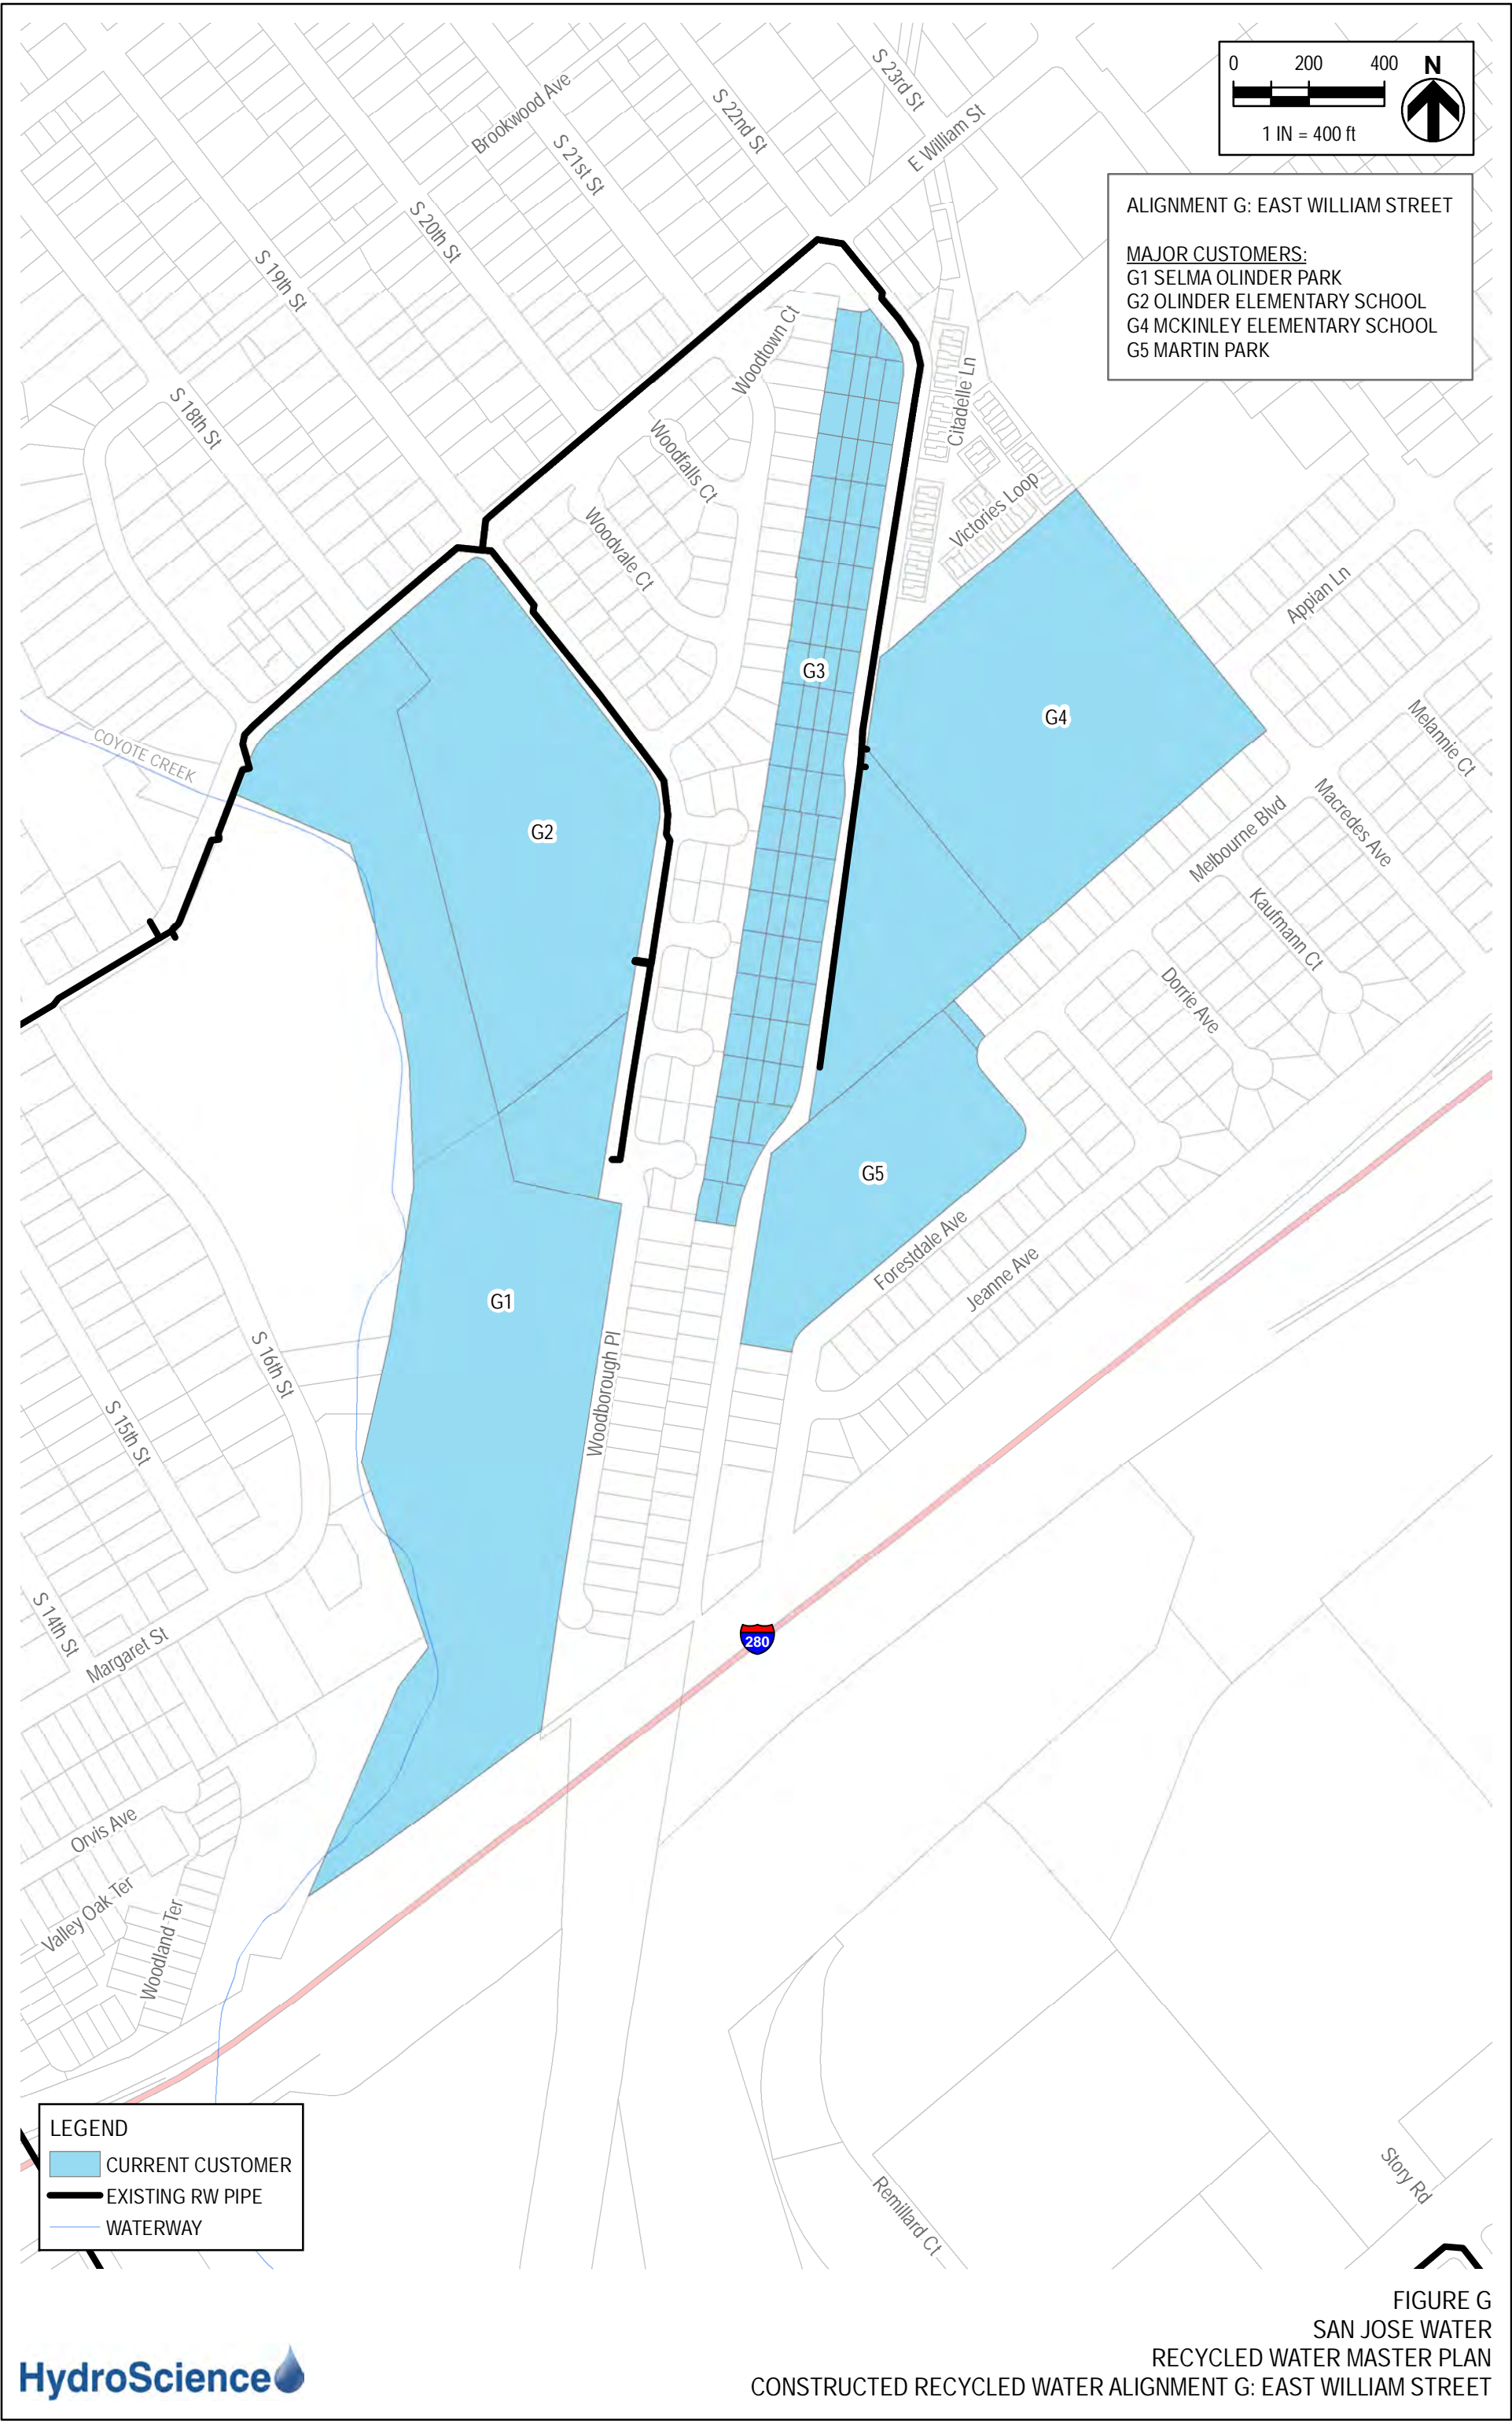 0 200 400 N
1 IN = 400 ft
ALIGNMENT G: EAST WILLIAM STREET
MAJOR CUSTOMERS:
G1 SELMA OLINDER PARK
G2 OLINDER ELEMENTARY SCHOOL
G4 MCKINLEY ELEMENTARY SCHOOL
G5 MARTIN PARK
S 23rd St
Brookwood Ave
S 22nd St
E William St
S 21st St
S 20th St
S 19th St
Woodtown Ct
S 18th St
Citadelle Ln
Woodfalls Ct
Victories Loop
Woodvale Ct
Appian Ln
G3
G4
COYOTE CREEK
Melannie Ct
G2
Macredes Ave
Melbourne Blvd
Kaufmann Ct
Dorrie Ave
G5
Forestdale Ave
Jeanne Ave
G1
S 16th St
Woodborough Pl
S 15th St
S 14th St
Margaret St
280
Orvis Ave
Valley Oak Ter
Woodland Ter
Story Rd
Remillard Ct
LEGEND
CURRENT CUSTOMER
EXISTING RW PIPE
WATERWAY
FIGURE G
SAN JOSE WATER
RECYCLED WATER MASTER PLAN
CONSTRUCTED RECYCLED WATER ALIGNMENT G: EAST WILLIAM STREET
HydroScience